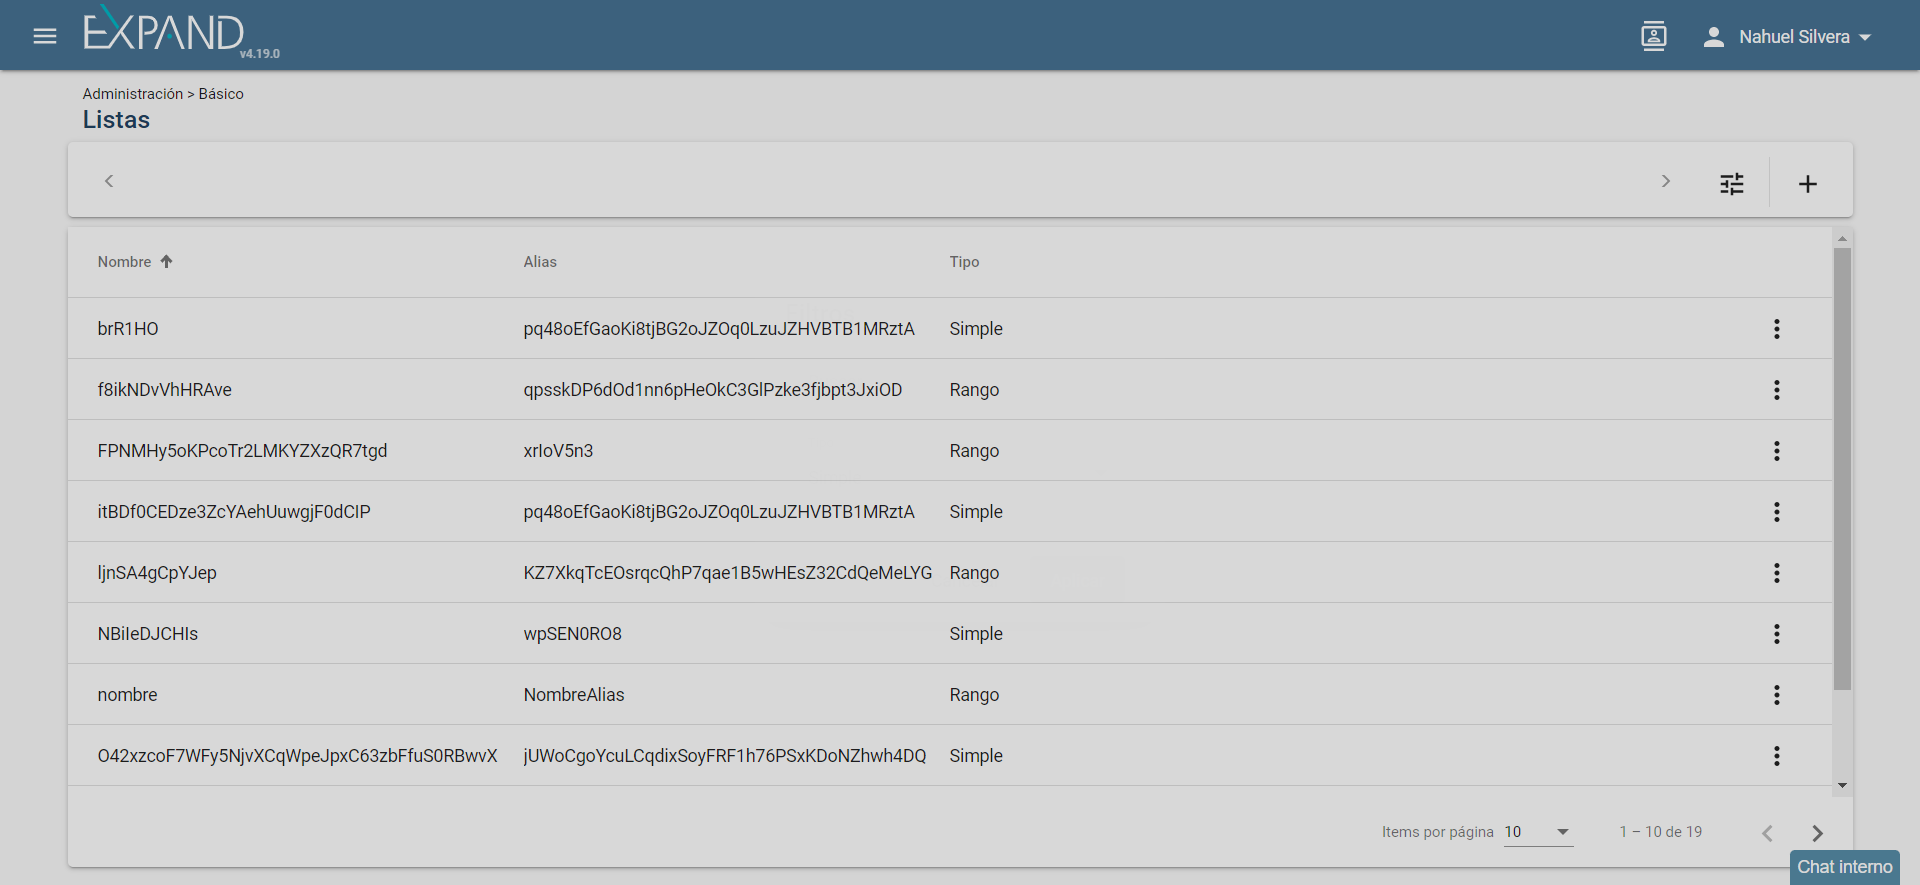 EXPAND
v4.19.0
Nahuel Silvera
Administración > Básico
Listas
Nombre Alias Tipo
brR1HO pq48oEfGaoKi8tjBG2oJZOq0LzuJZHVBTB1MRztA Simple
f8ikNDvVhHRAve qpsskDP6dOd1nn6pHeOkC3GlPzke3fjbpt3JxiOD Rango
FPNMHy5oKPcoTr2LMKYZXzQR7tgd xrIoV5n3 Rango
itBDf0CEDze3ZcYAehUuwgjF0dCIP pq48oEfGaoKi8tjBG2oJZOq0LzuJZHVBTB1MRztA Simple
ljnSA4gCpYJep KZ7XkqTcEOsrqcQhP7qae1B5wHEsZ32CdQeMeLYG Rango
NBiIeDJCHIs wpSEN0RO8 Simple
nombre NombreAlias Rango
O42xzcoF7WFy5NjvXCqWpeJpxC63zbFfuS0RBwvX jUWoCgoYcuLCqdixSoyFRF1h76PSxKDoNZhwh4DQ Simple
Items por página 10 1 – 10 de 19
Chat interno